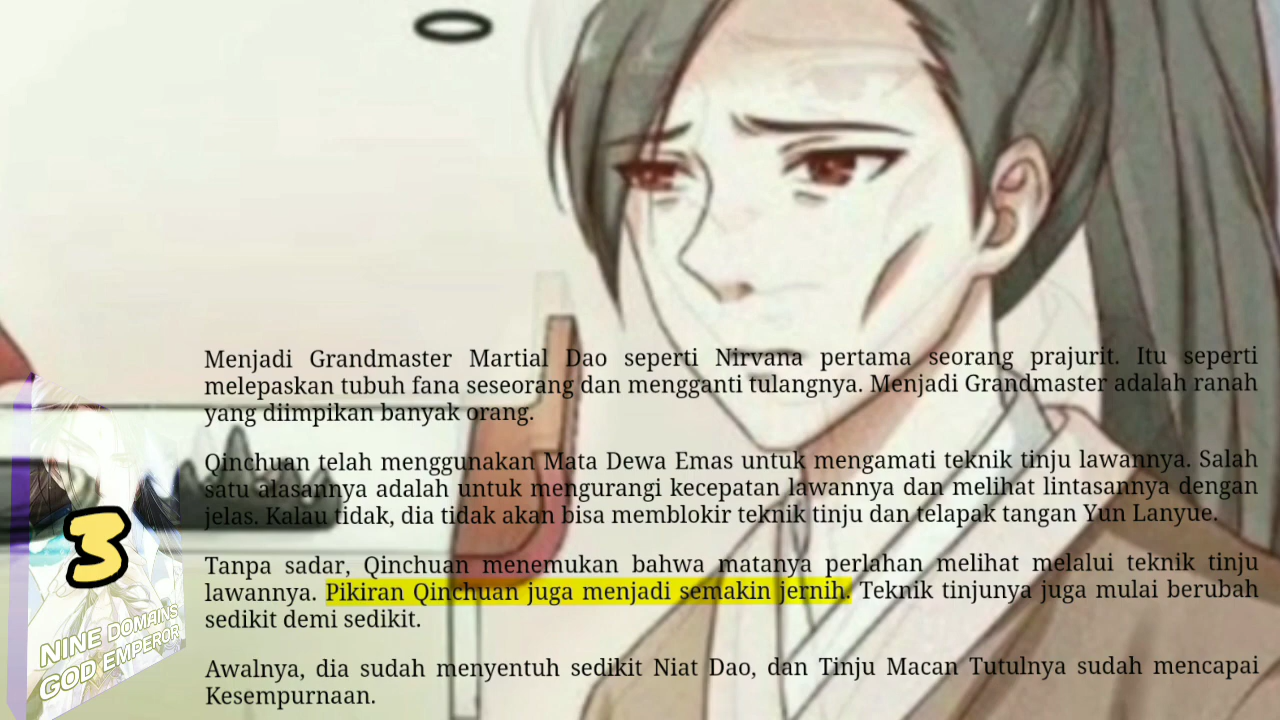 Menjadi Grandmaster Martial Dao seperti Nirvana pertama seorang prajurit. Itu seperti
melepaskan tubuh fana seseorang dan mengganti tulangnya. Menjadi Grandmaster adalah ranah
yang diimpikan banyak orang.
Qinchuan telah menggunakan Mata Dewa Emas untuk mengamati teknik tinju lawannya. Salah
satu alasannya adalah untuk mengurangi kecepatan lawannya dan melihat lintasannya dengan
jelas. Kalau tidak, dia tidak akan bisa memblokir teknik tinju dan telapak tangan Yun Lanyue.
Tanpa sadar, Qinchuan menemukan bahwa matanya perlahan melihat melalui teknik tinju
lawannya. Pikiran Qinchuan juga menjadi semakin jernih. Teknik tinjunya juga mulai berubah
sedikit demi sedikit.
Awalnya, dia sudah menyentuh sedikit Niat Dao, dan Tinju Macan Tutulnya sudah mencapai
Kesempurnaan.
3
NINE DOMAINS
GOD EMPEROR